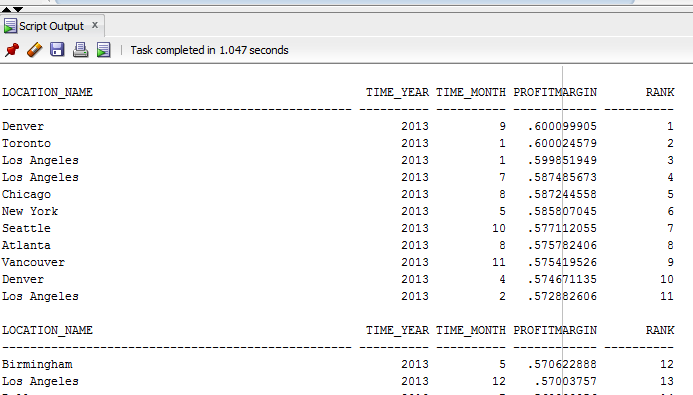 Script Output x
Task completed in 1.047 seconds
LOCATION_NAME TIME_YEAR TIME_MONTH PROFITMARGIN RANK
Denver 2013 9 .600099905 1
Toronto 2013 1 .600024579 2
Los Angeles 2013 1 .599851949 3
Los Angeles 2013 7 .587485673 4
Chicago 2013 8 .587244558 5
New York 2013 5 .585807045 6
Seattle 2013 10 .577112055 7
Atlanta 2013 8 .575782406 8
Vancouver 2013 11 .575419526 9
Denver 2013 4 .574671135 10
Los Angeles 2013 2 .572882606 11
LOCATION_NAME TIME_YEAR TIME_MONTH PROFITMARGIN RANK
Birmingham 2013 5 .570622888 12
Los Angeles 2013 12 .57003757 13